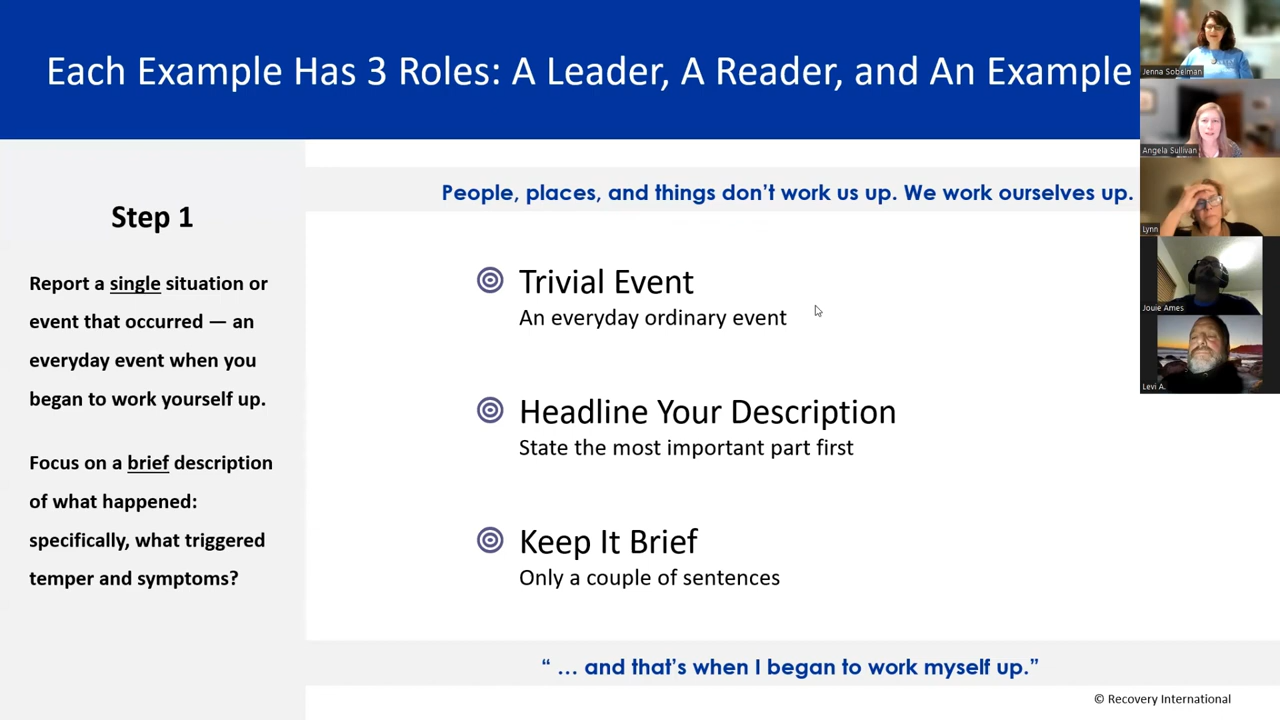 Each Example Has 3 Roles: A Leader, A Reader, and An Example
Step 1
Report a single situation or
event that occurred — an
everyday event when you
began to work yourself up.
Focus on a brief description
of what happened:
specifically, what triggered
temper and symptoms?
People, places, and things don’t work us up. We work ourselves up.
Trivial Event
An everyday ordinary event
Headline Your Description
State the most important part first
Keep It Brief
Only a couple of sentences
“ … and that’s when I began to work myself up.”
© Recovery International
Jenna Sobelman
Angela Sullivan
Lynn
Jouie Ames
Levi A.